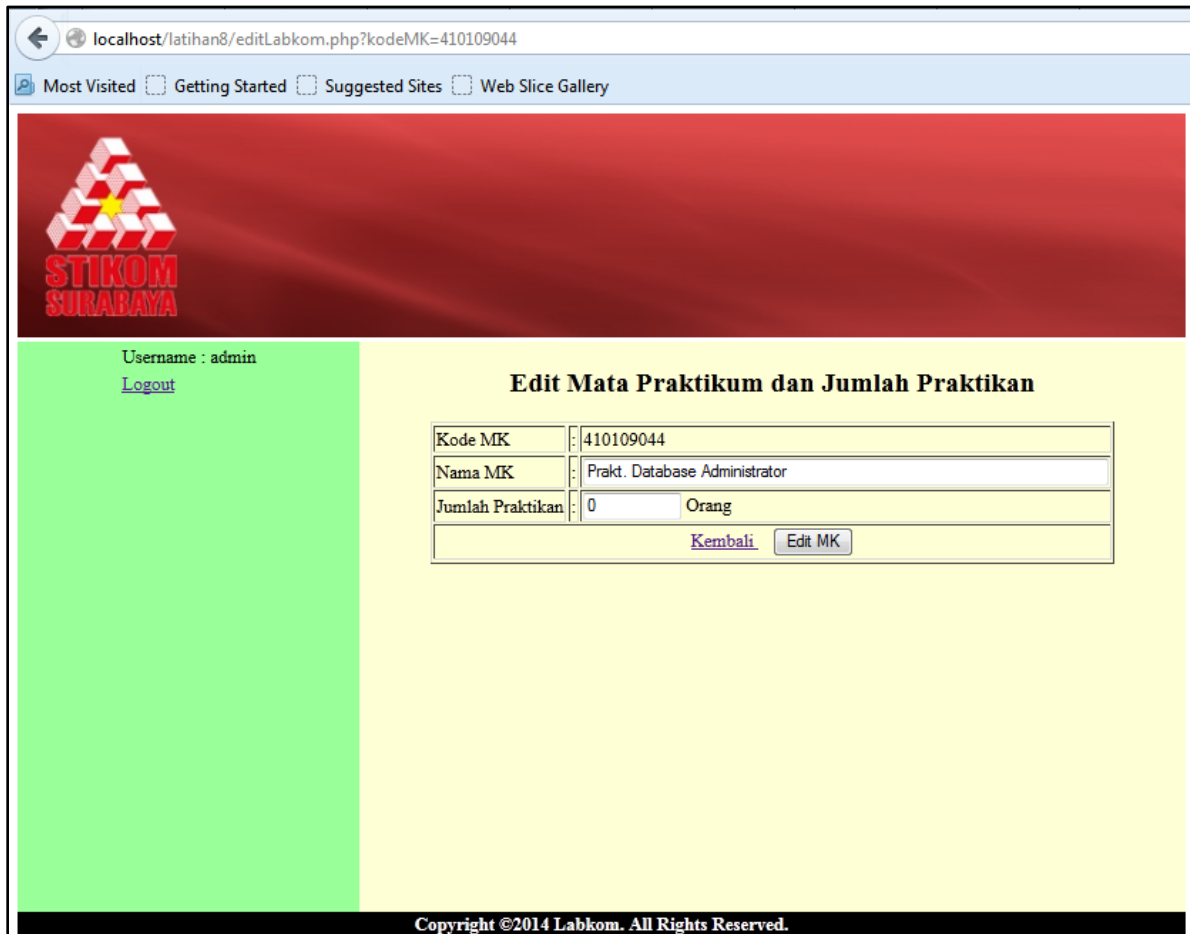 localhost/latihan8/editLabkom.php?kodeMK=410109044
Most Visited Getting Started Suggested Sites Web Slice Gallery
STIKOM
SURABAYA
Username : admin
Logout
Edit Mata Praktikum dan Jumlah Praktikan
Kode MK : 410109044
Nama MK : Prakt. Database Administrator
Jumlah Praktikan : 0 Orang
Kembali Edit MK
Copyright ©2014 Labkom. All Rights Reserved.